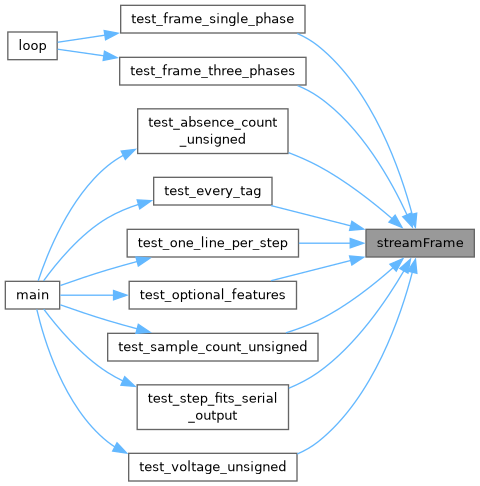 test_frame_single_phase
loop
test_frame_three_phases
test_absence_count
_unsigned
test_every_tag
streamFrame
test_one_line_per_step
main
test_optional_features
test_sample_count_unsigned
test_step_fits_serial
_output
test_voltage_unsigned